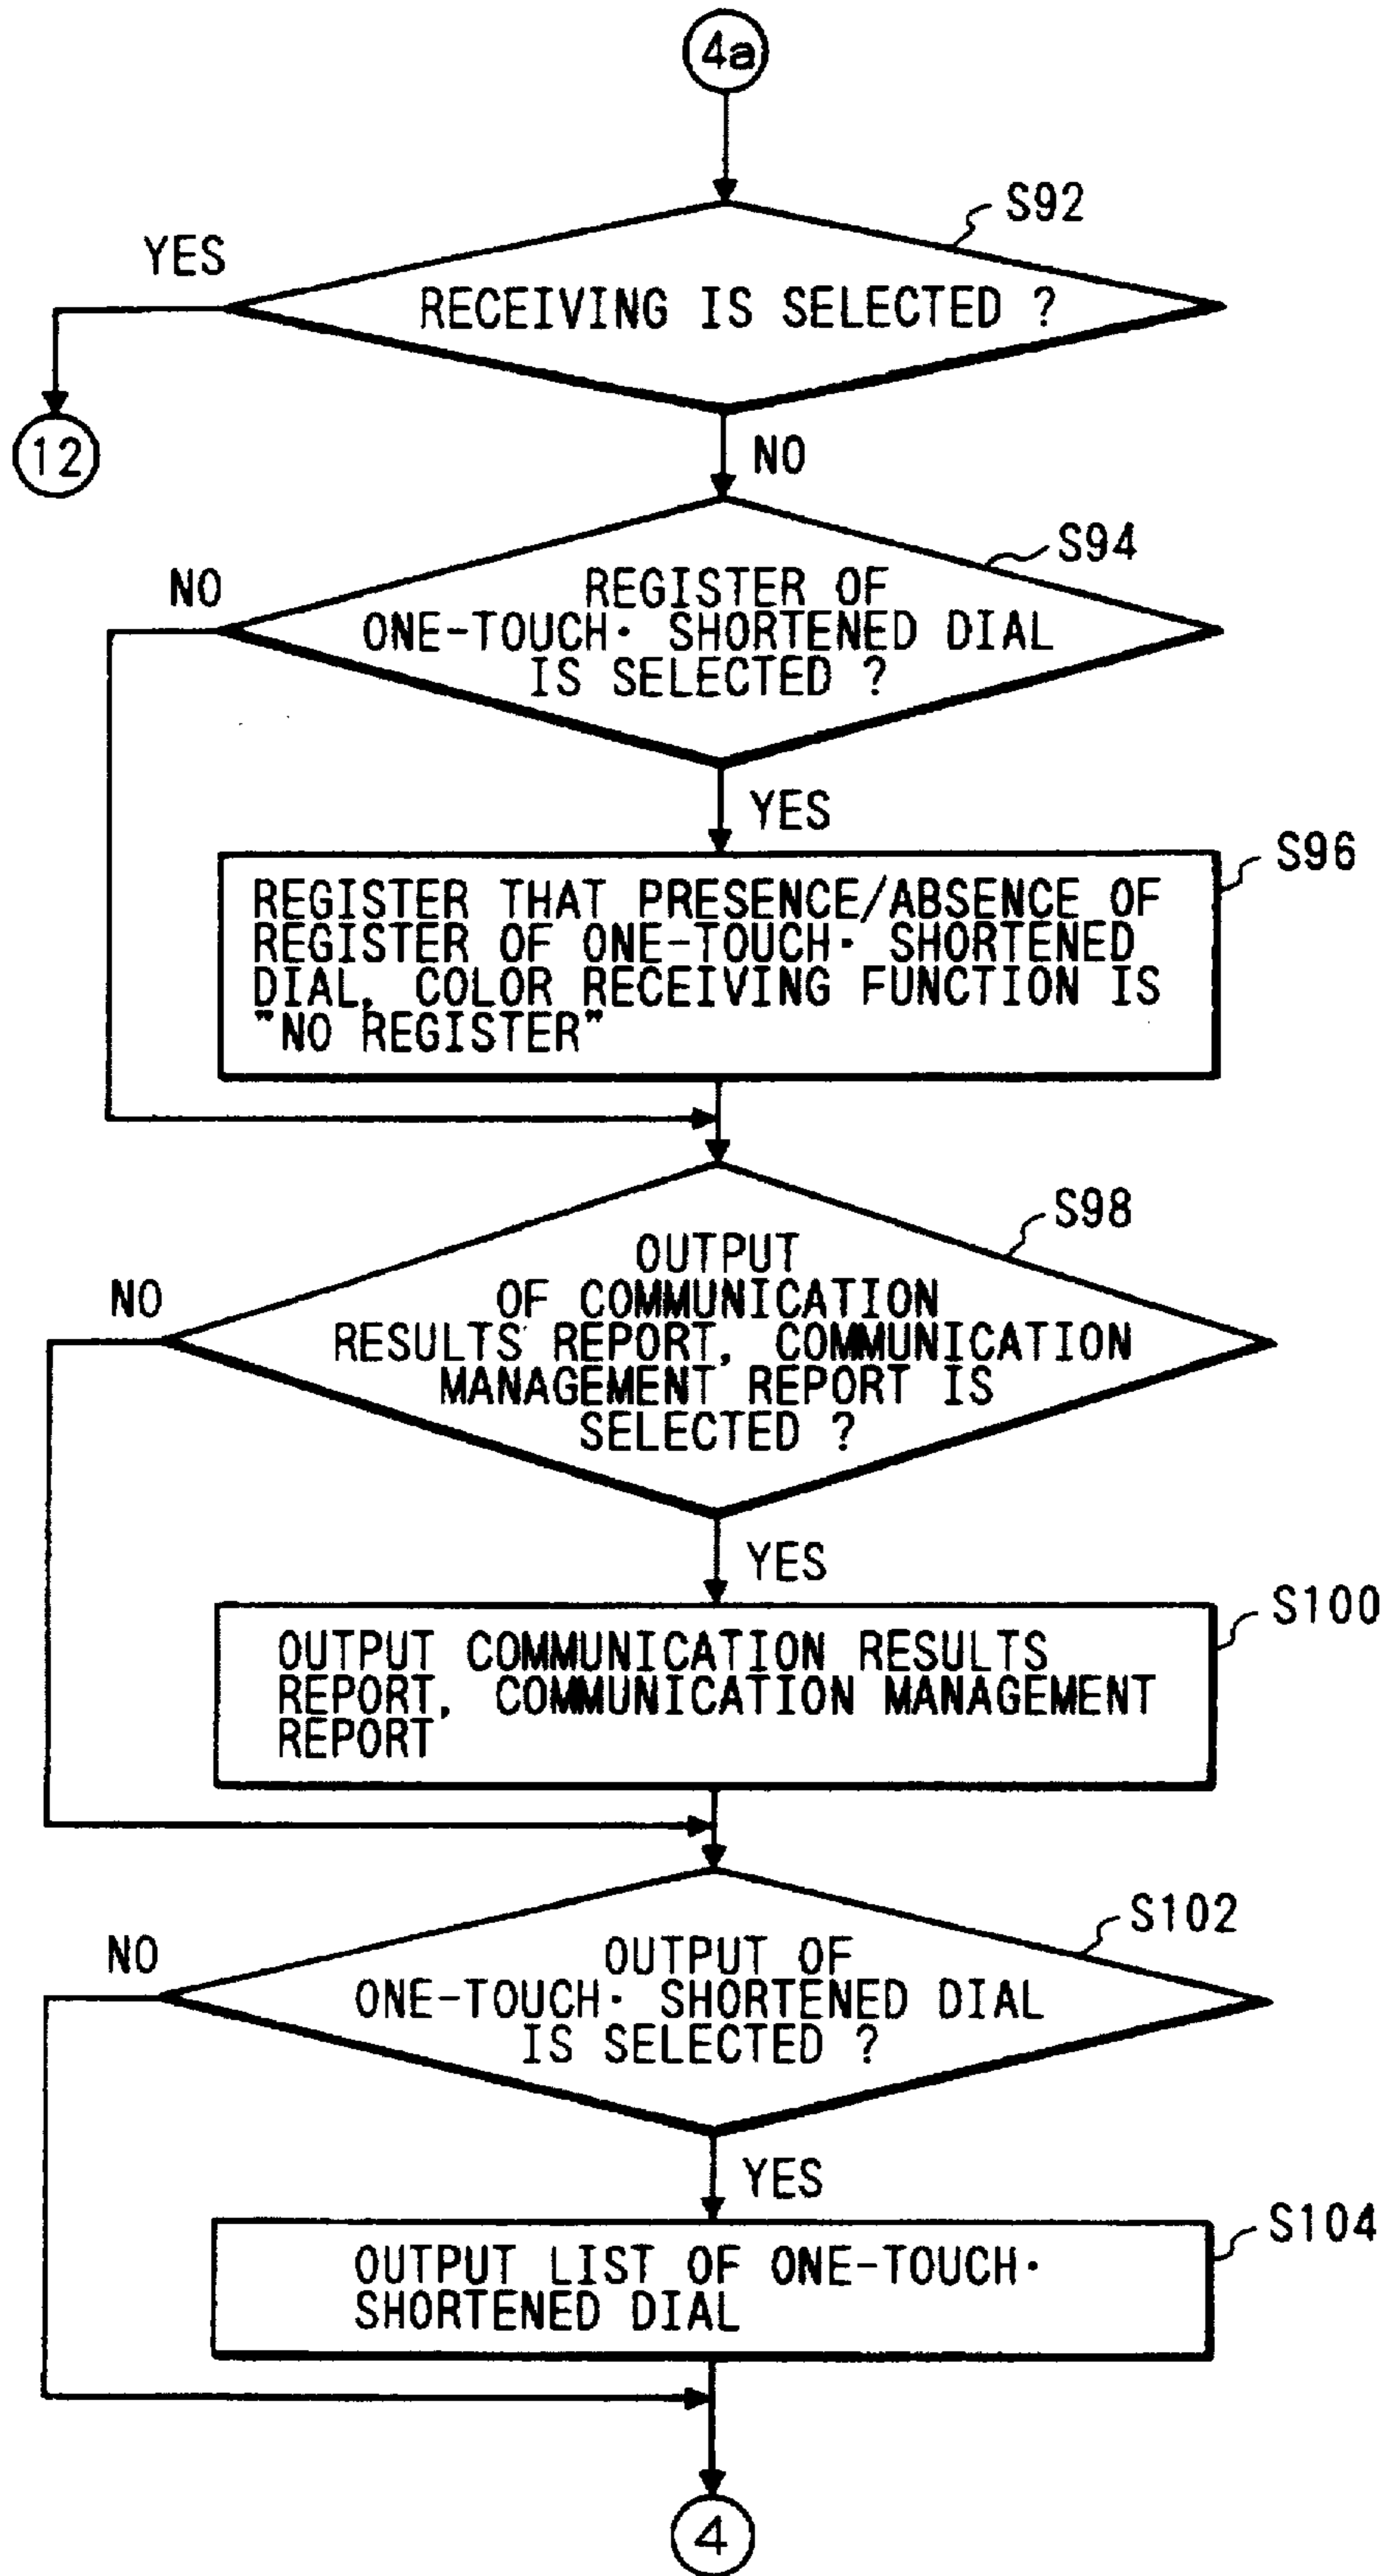 4a
S92
YES
RECEIVING IS SELECTED ?
12
NO
S94
NO
REGISTER OF
ONE-TOUCH· SHORTENED DIAL
IS SELECTED ?
YES
S96
REGISTER THAT PRESENCE/ABSENCE OF
REGISTER OF ONE-TOUCH· SHORTENED
DIAL, COLOR RECEIVING FUNCTION IS
"NO REGISTER"
S98
NO
OUTPUT
OF COMMUNICATION
RESULTS REPORT, COMMUNICATION
MANAGEMENT REPORT IS
SELECTED ?
YES
S100
OUTPUT COMMUNICATION RESULTS
REPORT, COMMUNICATION MANAGEMENT
REPORT
S102
NO
OUTPUT OF
ONE-TOUCH· SHORTENED DIAL
IS SELECTED ?
YES
S104
OUTPUT LIST OF ONE-TOUCH·
SHORTENED DIAL
4